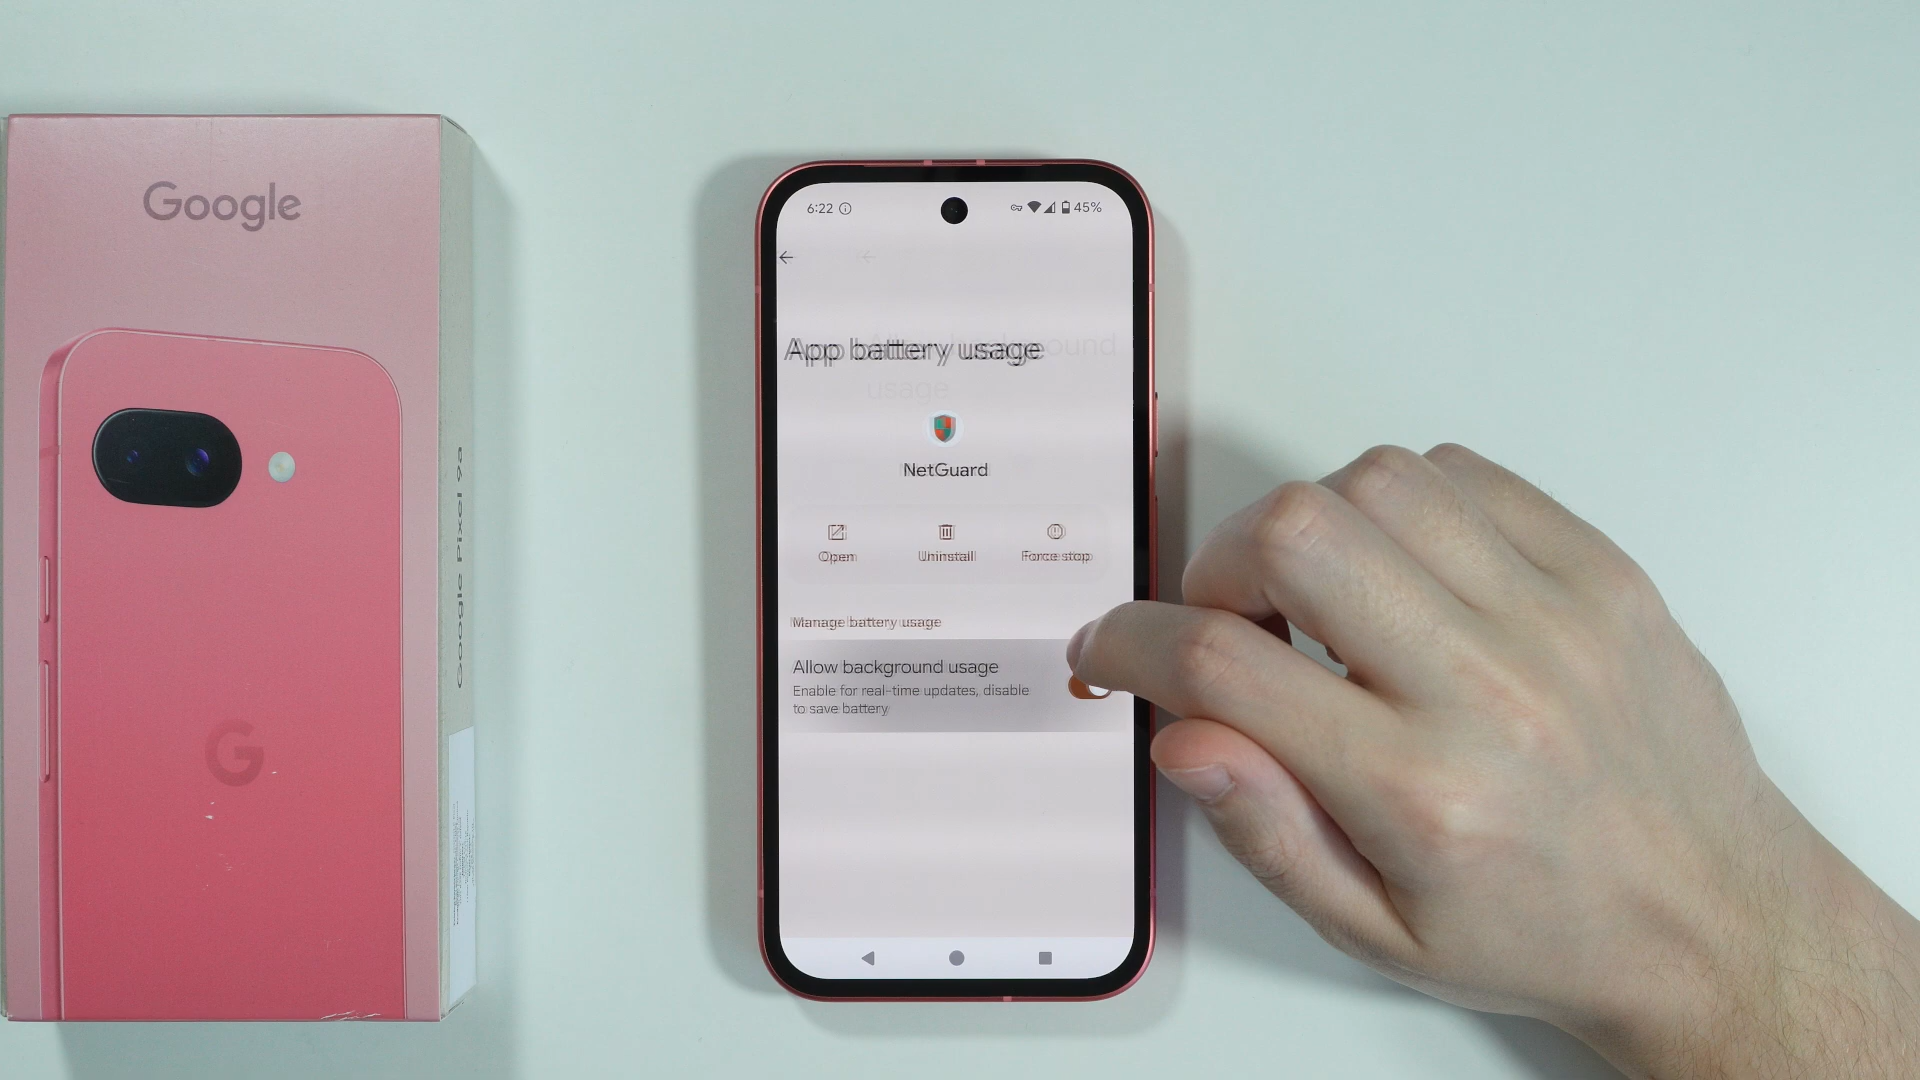 Google
Google Pixel 9a
6:22
45%
App battery usage
usage
NetGuard
Open
Uninstall
Force stop
Manage battery usage
Allow background usage
Enable for real-time updates, disable
to save battery